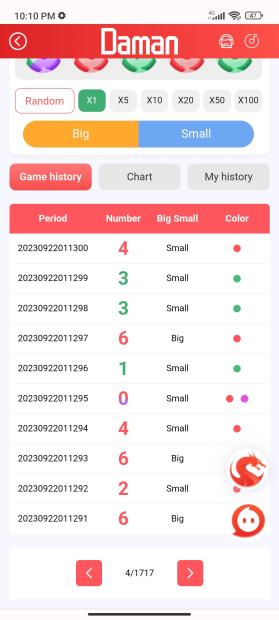 10:10 PM 4G 47
Daman
Random X1 X5 X10 X20 X50 X100
Big Small
Game history Chart My history
Period Number Big Small Color
20230922011300 4 Small
20230922011299 3 Small
20230922011298 3 Small
20230922011297 6 Big
20230922011296 1 Small
20230922011295 0 Small
20230922011294 4 Small
20230922011293 6 Big
20230922011292 2 Small
20230922011291 6 Big
4/1717